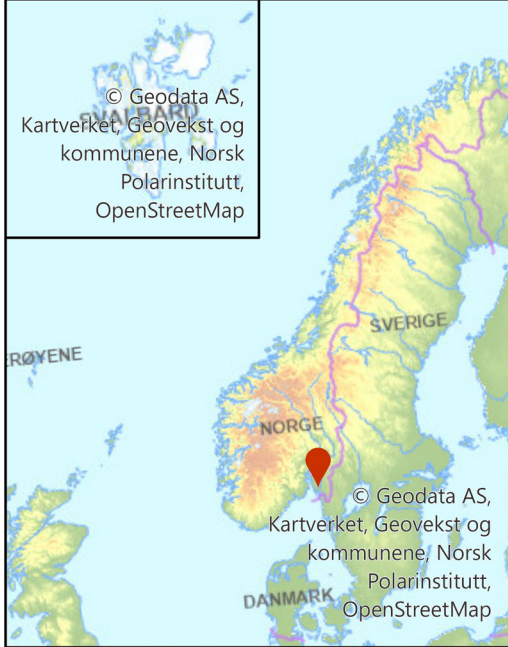 SVALBARD
© Geodata AS,
Kartverket, Geovekst og
kommunene, Norsk
Polarinstitutt,
OpenStreetMap
SVERIGE
RØYENE
NORGE
© Geodata AS,
Kartverket, Geovekst og
kommunene, Norsk
Polarinstitutt,
OpenStreetMap
DANMARK